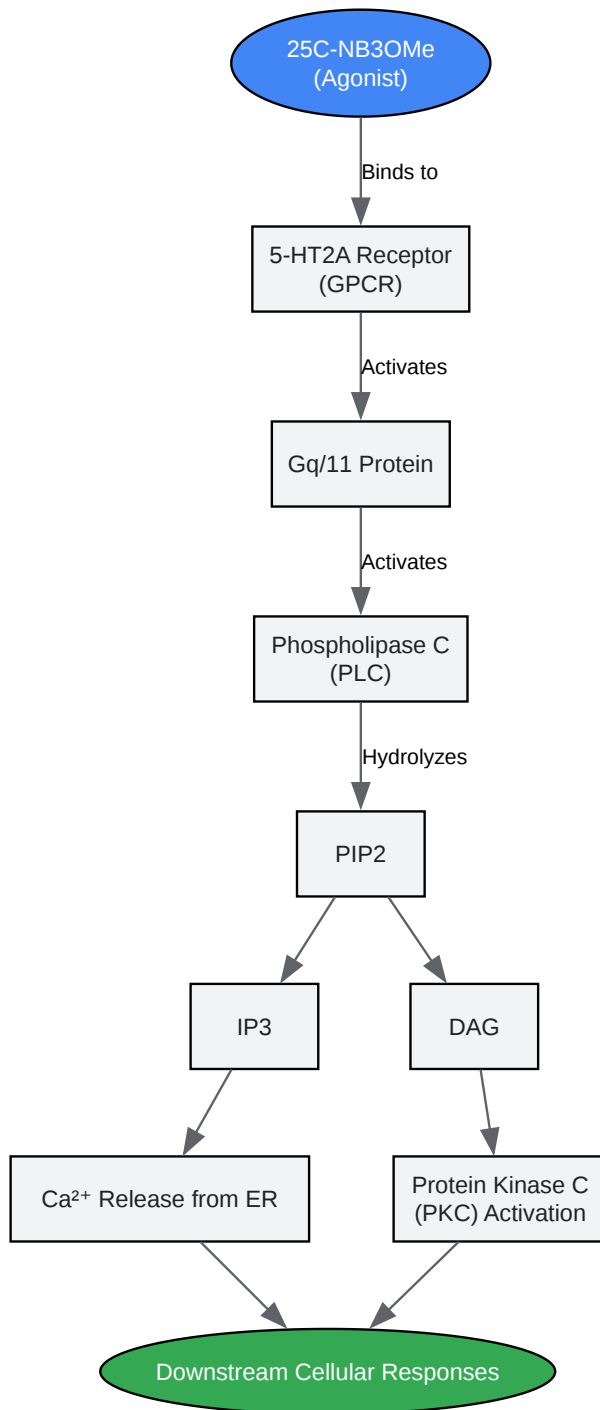 25C-NB3OMe
(Agonist)
Binds to
5-HT2A Receptor
(GPCR)
Activates
Gq/11 Protein
Activates
Phospholipase C
(PLC)
Hydrolyzes
PIP2
IP3
DAG
Ca²⁺ Release from ER
Protein Kinase C
(PKC) Activation
Downstream Cellular Responses